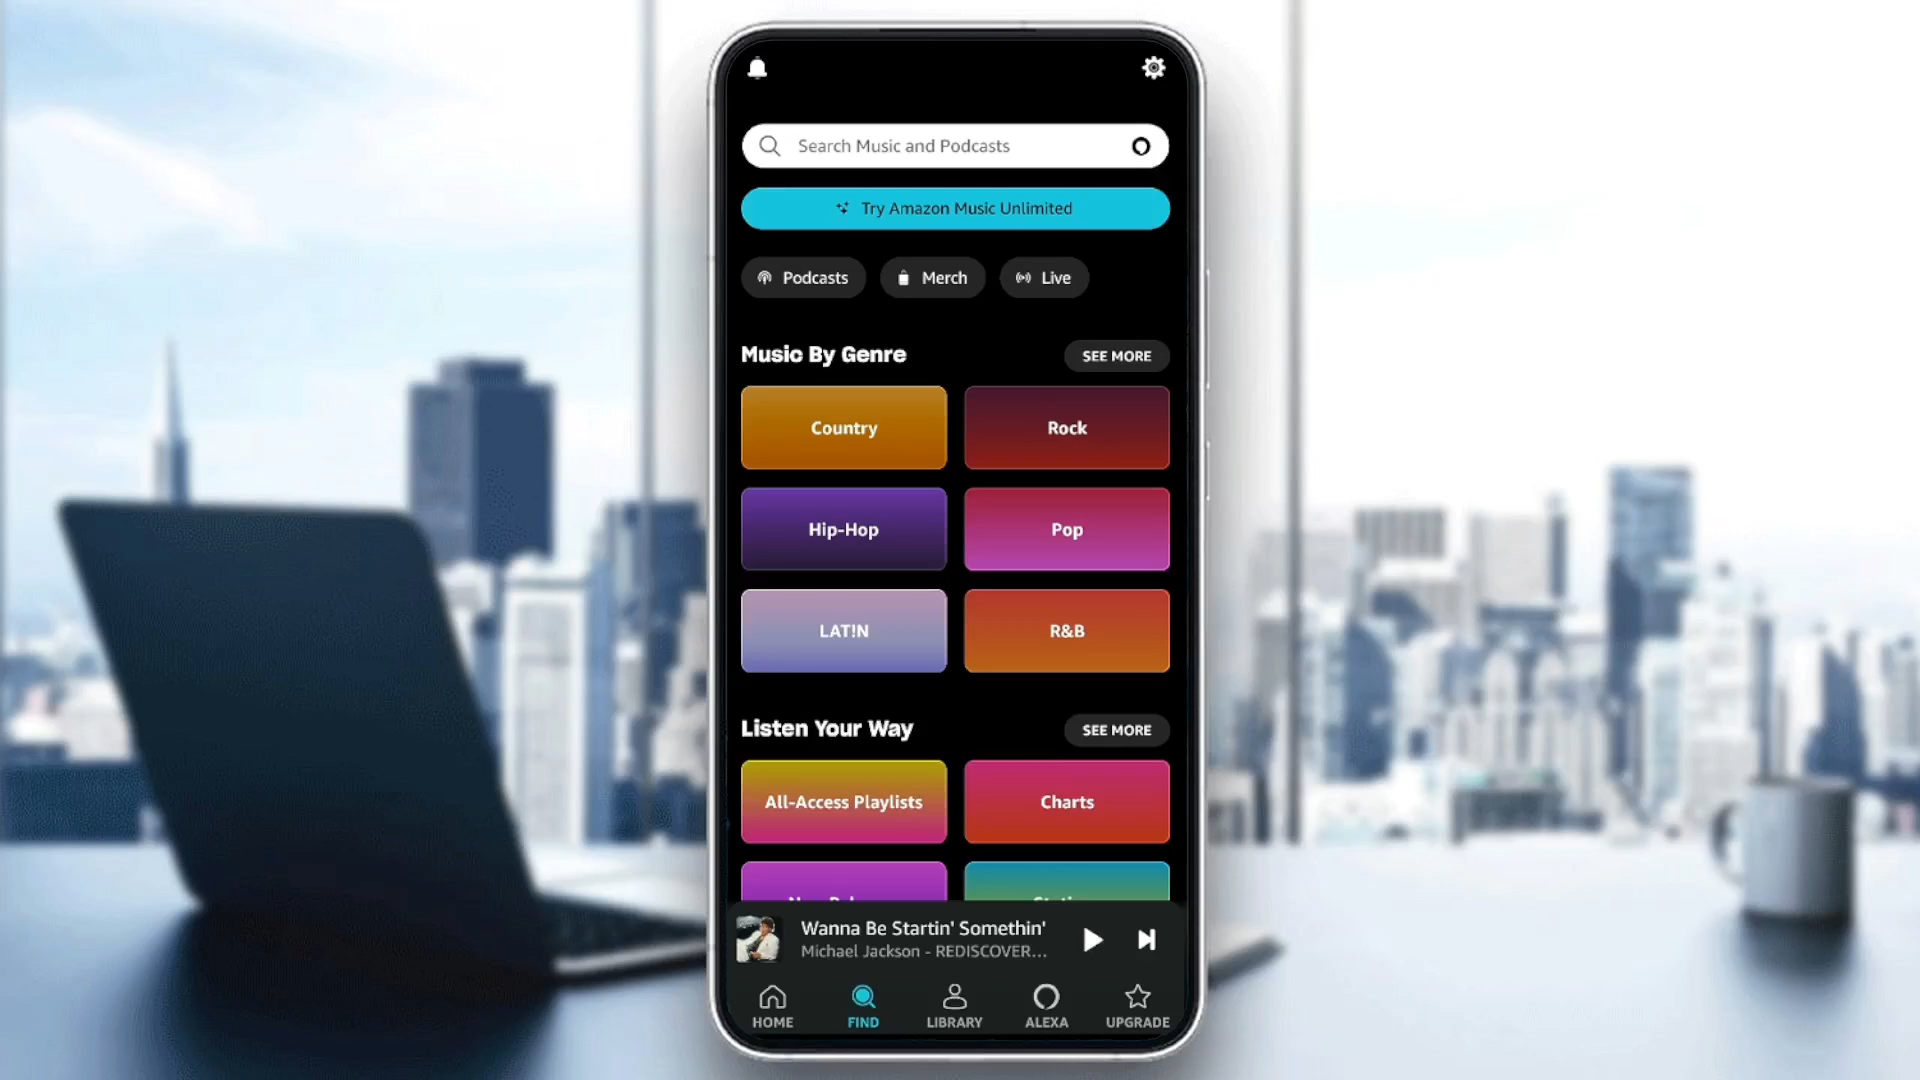 Search Music and Podcasts
Try Amazon Music Unlimited
Podcasts
Merch
Live
Music By Genre
SEE MORE
Country
Rock
Hip-Hop
Pop
LAT!N
R&B
Listen Your Way
SEE MORE
All-Access Playlists
Charts
Wanna Be Startin' Somethin'
Michael Jackson - REDISCOVER...
HOME
FIND
LIBRARY
ALEXA
UPGRADE